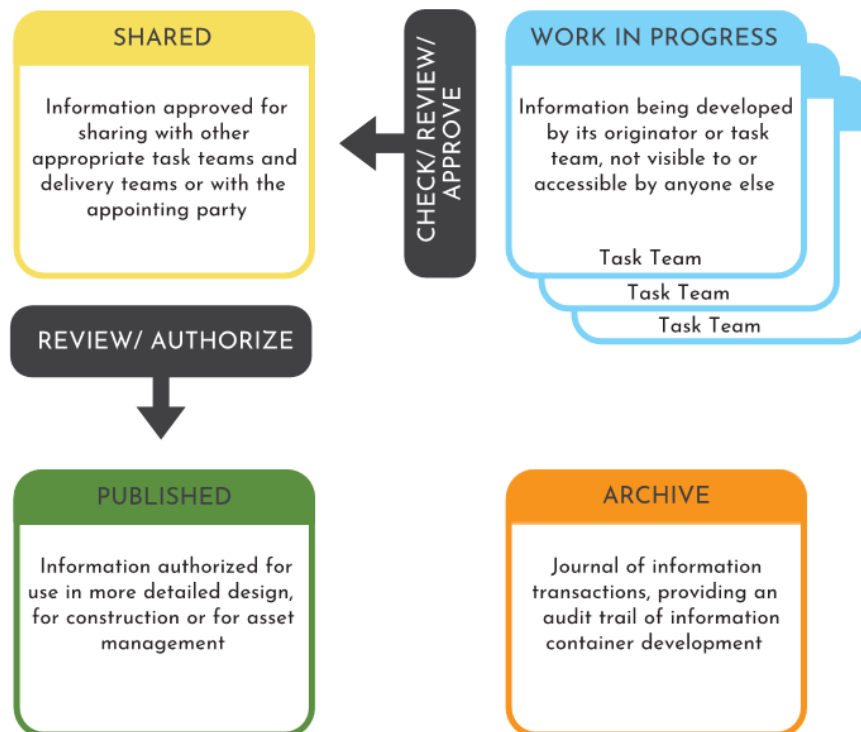 SHARED
Information approved for
sharing with other
appropriate task teams and
delivery teams or with the
appointing party
CHECK/ REVIEW/
APPROVE
WORK IN PROGRESS
Information being developed
by its originator or task
team, not visible to or
accessible by anyone else
Task Team
Task Team
Task Team
REVIEW/ AUTHORIZE
PUBLISHED
Information authorized for
use in more detailed design,
for construction or for asset
management
ARCHIVE
Journal of information
transactions, providing an
audit trail of information
container development